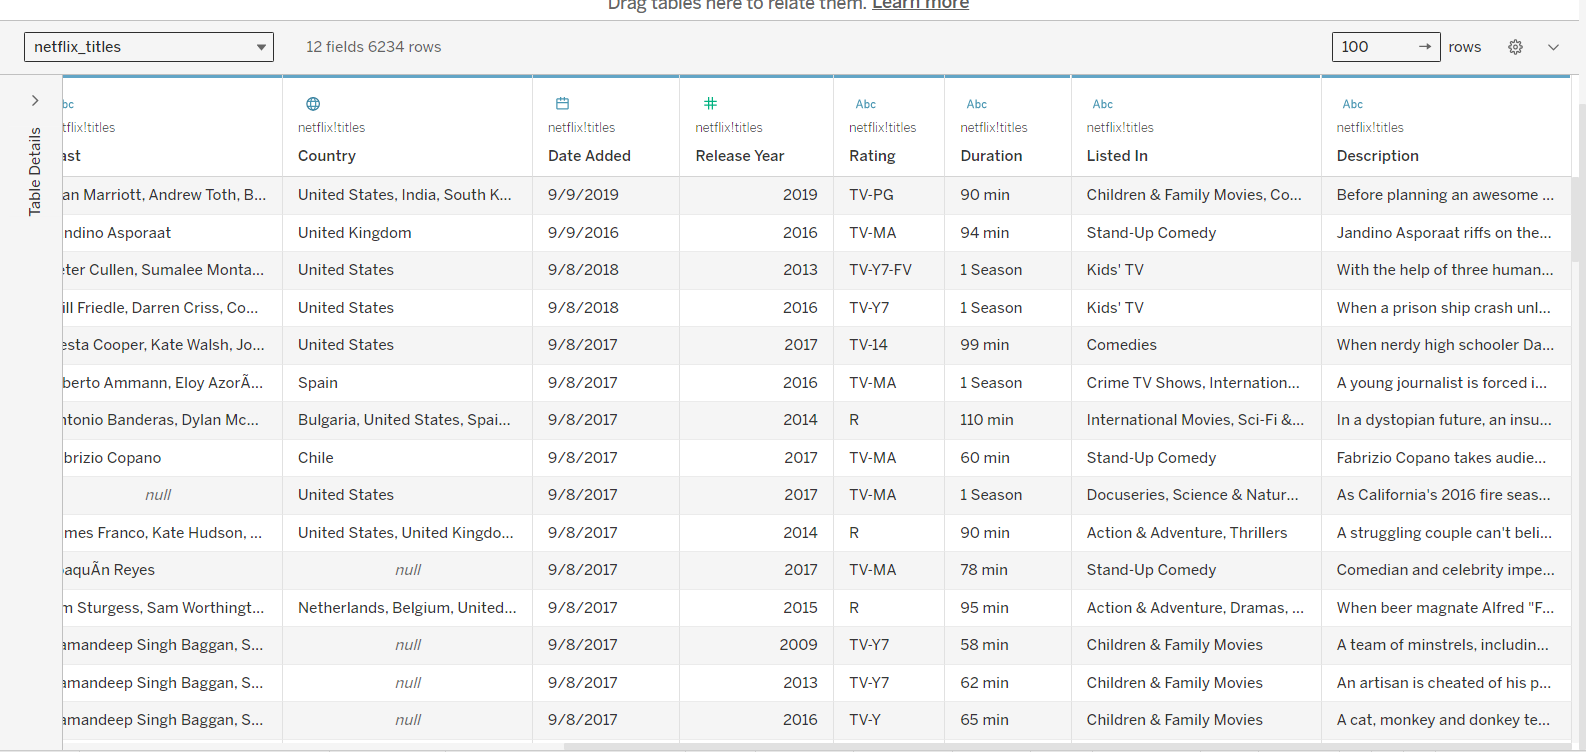 Drag tables here to relate them. Learn more
netflix_titles 12 fields 6234 rows 100 → rows
Table Details
bc Abc Abc Abc Abc
tflix!titles netflix!titles netflix!titles netflix!titles netflix!titles netflix!titles netflix!titles netflix!titles
ast Country Date Added Release Year Rating Duration Listed In Description
an Marriott, Andrew Toth, B... United States, India, South K... 9/9/2019 2019 TV-PG 90 min Children & Family Movies, Co... Before planning an awesome ...
andino Asporaat United Kingdom 9/9/2016 2016 TV-MA 94 min Stand-Up Comedy Jandino Asporaat riffs on the...
eter Cullen, Sumalee Monta... United States 9/8/2018 2013 TV-Y7-FV 1 Season Kids' TV With the help of three human...
ill Friedle, Darren Criss, Co... United States 9/8/2018 2016 TV-Y7 1 Season Kids' TV When a prison ship crash unl...
esta Cooper, Kate Walsh, Jo... United States 9/8/2017 2017 TV-14 99 min Comedies When nerdy high schooler Da...
lberto Ammann, Eloy AzorÃ... Spain 9/8/2017 2016 TV-MA 1 Season Crime TV Shows, Internation... A young journalist is forced i...
ntonio Banderas, Dylan Mc... Bulgaria, United States, Spai... 9/8/2017 2014 R 110 min International Movies, Sci-Fi &... In a dystopian future, an insu...
abrizio Copano Chile 9/8/2017 2017 TV-MA 60 min Stand-Up Comedy Fabrizio Copano takes audie...
null United States 9/8/2017 2017 TV-MA 1 Season Docuseries, Science & Natur... As California's 2016 fire seas...
ames Franco, Kate Hudson, ... United States, United Kingdo... 9/8/2017 2014 R 90 min Action & Adventure, Thrillers A struggling couple can't beli...
oaquÃn Reyes null 9/8/2017 2017 TV-MA 78 min Stand-Up Comedy Comedian and celebrity impe...
m Sturgess, Sam Worthingt... Netherlands, Belgium, United... 9/8/2017 2015 R 95 min Action & Adventure, Dramas, ... When beer magnate Alfred "F...
amandeep Singh Baggan, S... null 9/8/2017 2009 TV-Y7 58 min Children & Family Movies A team of minstrels, includin...
amandeep Singh Baggan, S... null 9/8/2017 2013 TV-Y7 62 min Children & Family Movies An artisan is cheated of his p...
amandeep Singh Baggan, S... null 9/8/2017 2016 TV-Y 65 min Children & Family Movies A cat, monkey and donkey te...